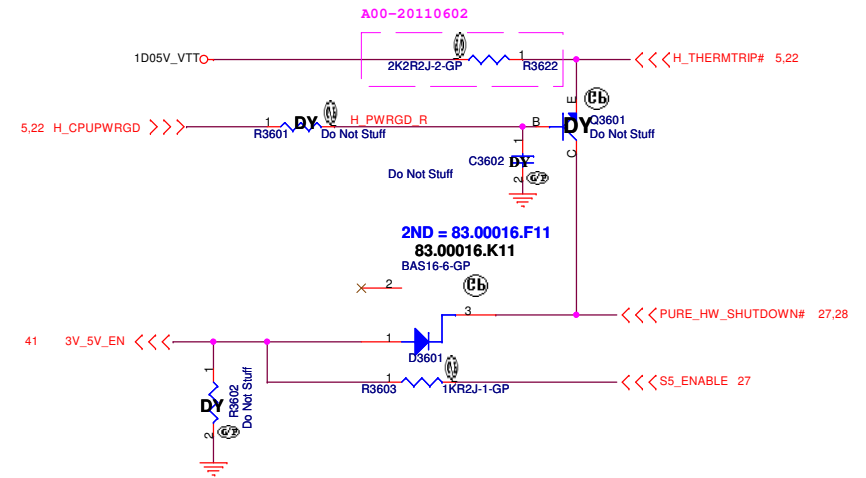 A00-20110602
1D05V_VTT
1
2K2R2J-2-GP
R3622
H_THERMTRIP# 5,22
5,22 H_CPUPWRGD
1
DY
R3601
Do Not Stuff
H_PWRGD_R
B
E
C
DY
Q3601
Do Not Stuff
1
C3602
DY
2
Do Not Stuff
2ND = 83.00016.F11
83.00016.K11
BAS16-6-GP
2
3
PURE_HW_SHUTDOWN# 27,28
41 3V_5V_EN
1
D3601
1
R3603
1KR2J-1-GP
S5_ENABLE 27
1
DY
2
R3602
Do Not Stuff